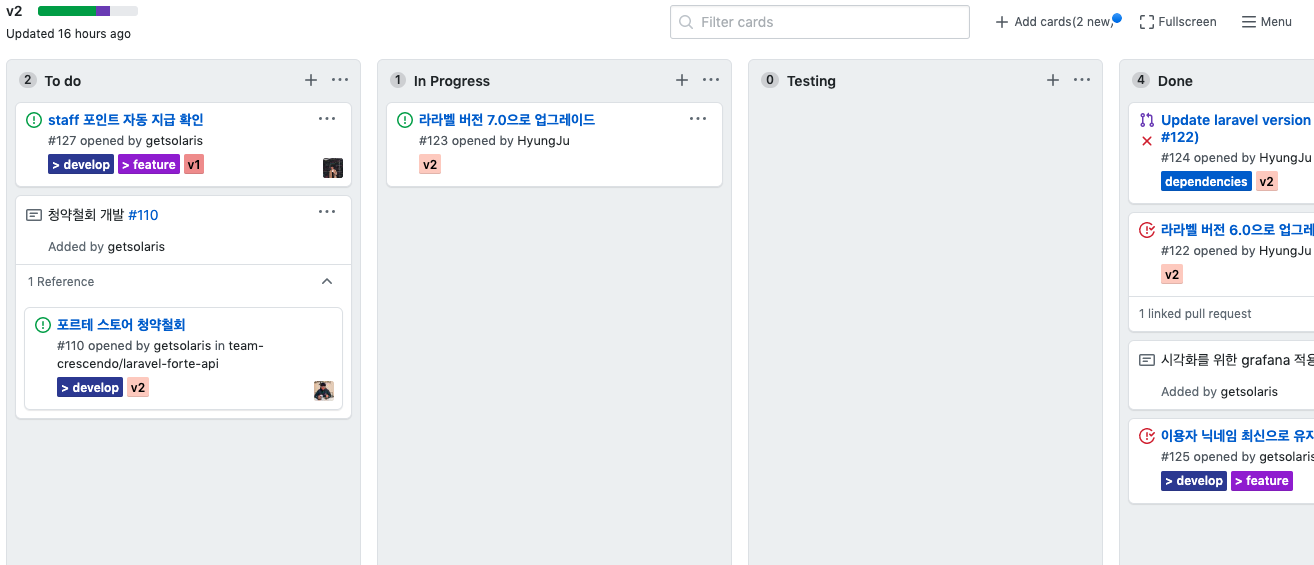 v2
Updated 16 hours ago
Filter cards
Add cards(2 new)
Fullscreen
Menu
2 To do
staff 포인트 자동 지급 확인
#127 opened by getsolaris
> develop > feature v1
청약철회 개발 #110
Added by getsolaris
1 Reference
포르테 스토어 청약철회
#110 opened by getsolaris in team-
crescendo/laravel-forte-api
> develop v2
1 In Progress
라라벨 버전 7.0으로 업그레이드
#123 opened by HyungJu
v2
0 Testing
4 Done
Update laravel version
#122)
#124 opened by HyungJu
dependencies v2
라라벨 버전 6.0으로 업그레
#122 opened by HyungJu
v2
1 linked pull request
시각화를 위한 grafana 적용
Added by getsolaris
이용자 닉네임 최신으로 유지
#125 opened by getsolaris
> develop > feature